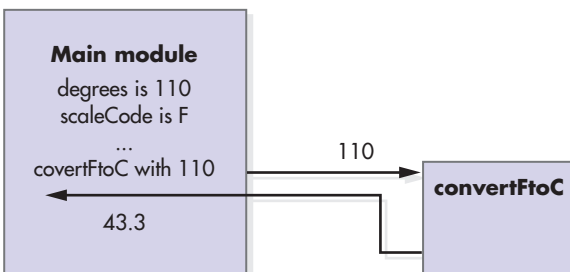 Main module
degrees is 110
scaleCode is F
...
covertFtoC with 110
110
convertFtoC
43.3